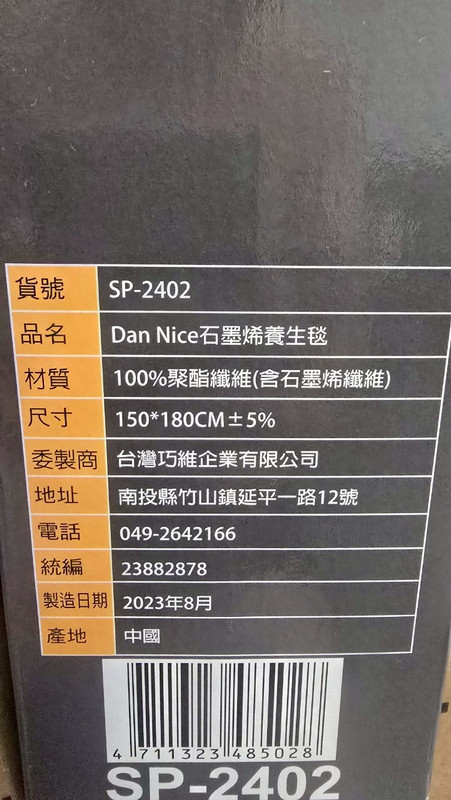 貨號 SP-2402
品名 Dan Nice石墨烯養生毯
材質 100%聚酯纖維(含石墨烯纖維)
尺寸 150*180CM±5%
委製商 台灣巧維企業有限公司
地址 南投縣竹山鎮延平一路12號
電話 049-2642166
統編 23882878
製造日期 2023年8月
產地 中國
4 711323 485028
SP-2402